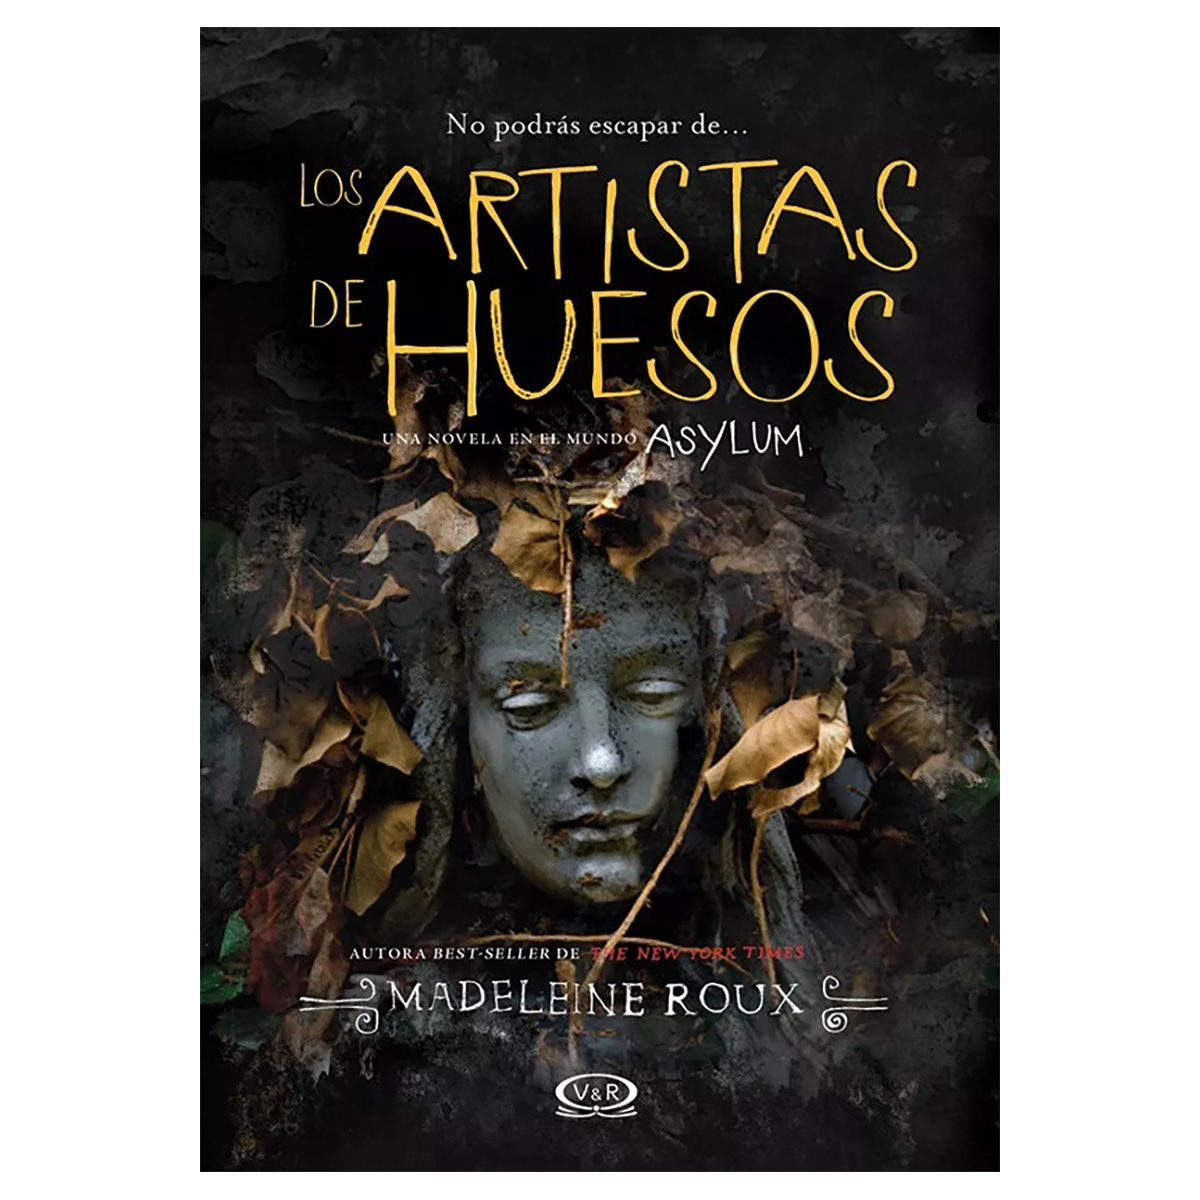 No podrás escapar de...
LOS ARTISTAS
DE HUESOS
UNA NOVELA EN EL MUNDO ASYLUM
AUTORA BEST-SELLER DE THE NEW YORK TIMES
MADELEINE ROUX
V&R